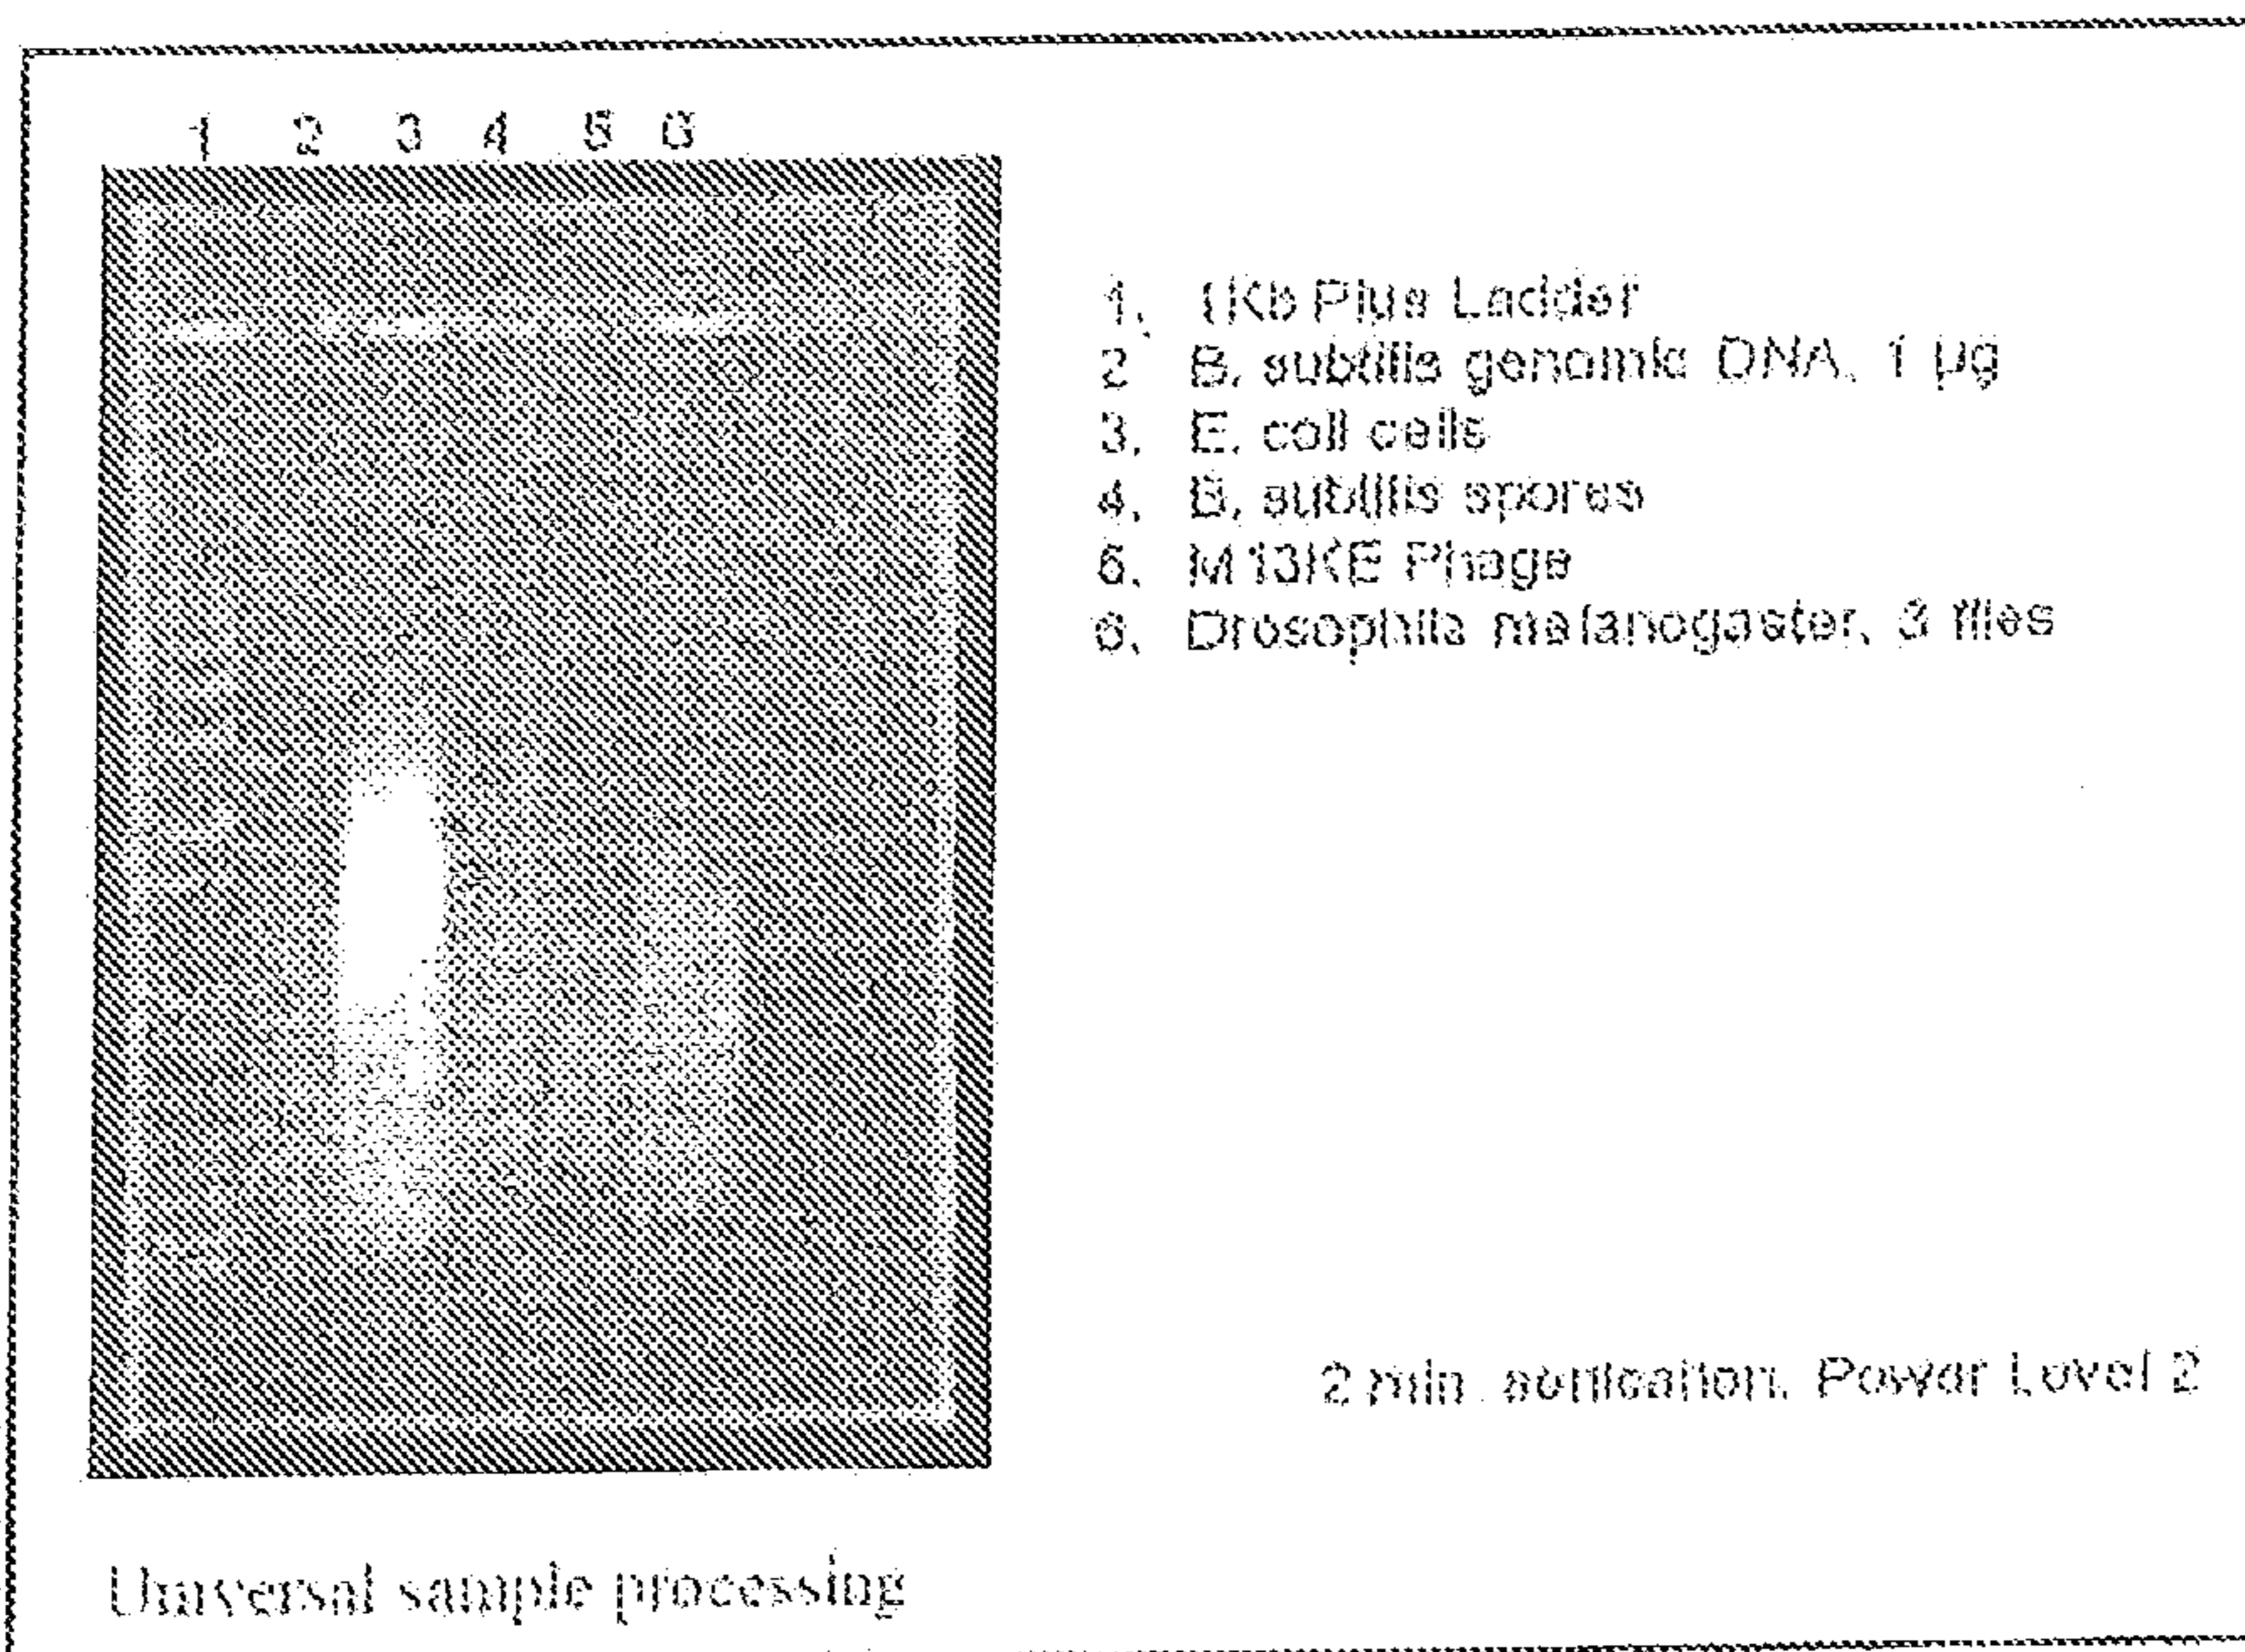 1 2 3 4 5 6
1. 1Kb Plus Ladder
2 B. subtilis genomic DNA, 1 µg
3. E. coli cells
4. B. subtilis spores
5. M13KE Phage
6. Drosophila melanogaster, 3 flies
2 min. sonication, Power Level 2
Universal sample processing